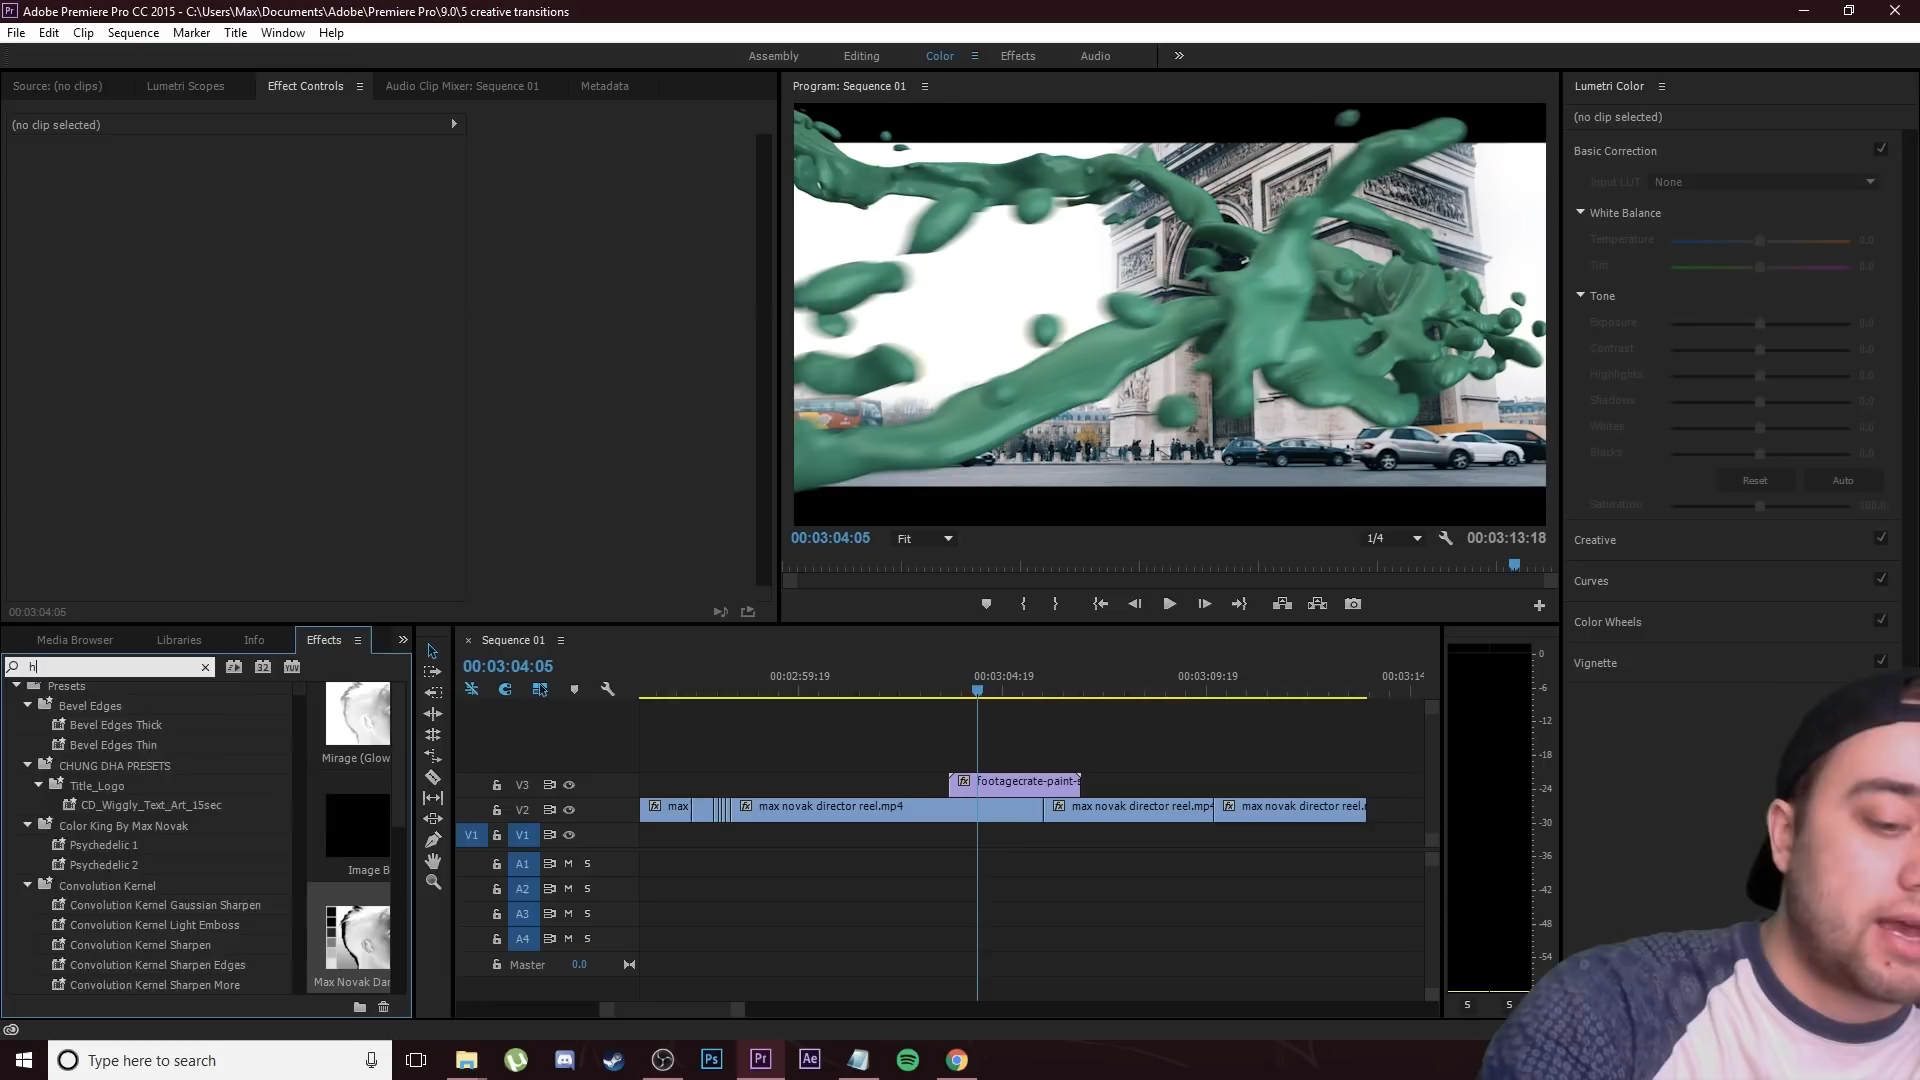 Adobe Premiere Pro CC 2015 - C:\Users\Max\Documents\Adobe\Premiere Pro\9.0\5 creative transitions
File Edit Clip Sequence Marker Title Window Help
Assembly Editing Color Effects Audio
Source: (no clips) Lumetri Scopes Effect Controls Audio Clip Mixer: Sequence 01 Metadata
(no clip selected)
00:03:04:05
Program: Sequence 01
00:03:04:05 Fit 1/4 00:03:13:18
Lumetri Color
(no clip selected)
Basic Correction
Input LUT None
White Balance
Temperature 0.0
Tint 0.0
Tone
Exposure 0.0
Contrast 0.0
Highlights 0.0
Shadows 0.0
Whites 0.0
Blacks 0.0
Reset Auto
Saturation 100.0
Creative
Curves
Color Wheels
Vignette
Media Browser Libraries Info Effects
h
32 YUV
Presets
Bevel Edges
Bevel Edges Thick
Bevel Edges Thin
CHUNG DHA PRESETS
Title_Logo
CD_Wiggly_Text_Art_15sec
Color King By Max Novak
Psychedelic 1
Psychedelic 2
Convolution Kernel
Convolution Kernel Gaussian Sharpen
Convolution Kernel Light Emboss
Convolution Kernel Sharpen
Convolution Kernel Sharpen Edges
Convolution Kernel Sharpen More
Mirage (Glow
Image B
Max Novak Dar
Sequence 01
00:03:04:05
00:02:59:19 00:03:04:19 00:03:09:19 00:03:14
V3 footagecrate-paint-s
V2 max max novak director reel.mp4 max novak director reel.mp4 max novak director reel.
V1 V1
A1 M S
A2 M S
A3 M S
A4 M S
Master 0.0
0
-6
-12
-18
-24
-30
-36
-42
-48
-54
S S
Type here to search
Ps Pr Ae